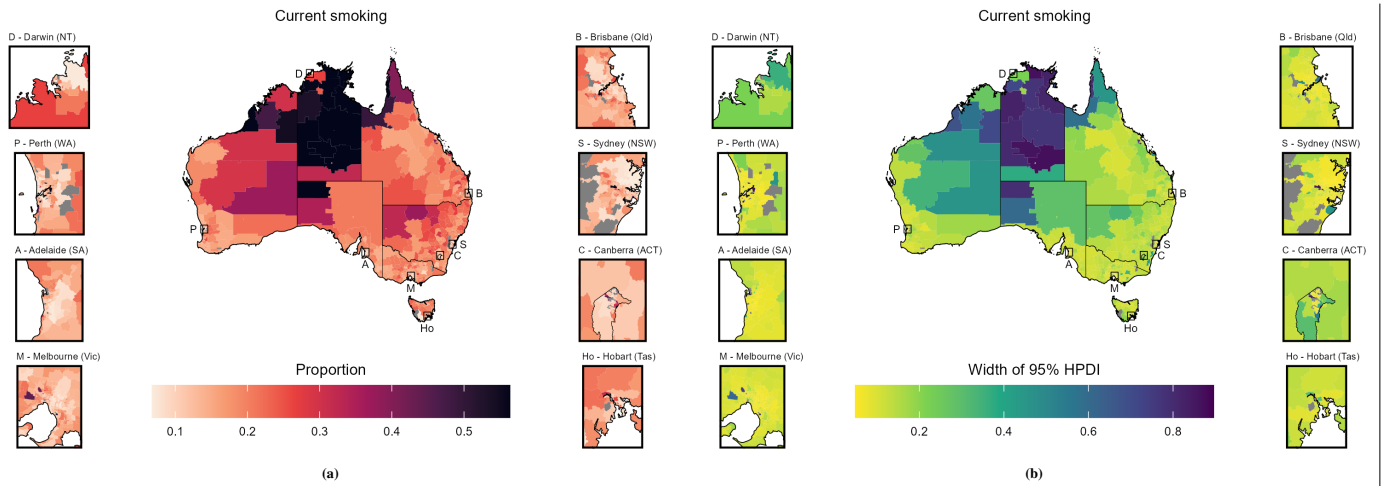 Current smoking
D - Darwin (NT)
P - Perth (WA)
A - Adelaide (SA)
M - Melbourne (Vic)
D
P
A
M
Ho
C
S
B
B - Brisbane (Qld)
S - Sydney (NSW)
C - Canberra (ACT)
Ho - Hobart (Tas)
Proportion
0.1 0.2 0.3 0.4 0.5
(a)
Current smoking
D - Darwin (NT)
P - Perth (WA)
A - Adelaide (SA)
M - Melbourne (Vic)
D
P
A
M
Ho
C
S
B
B - Brisbane (Qld)
S - Sydney (NSW)
C - Canberra (ACT)
Ho - Hobart (Tas)
Width of 95% HPDI
0.2 0.4 0.6 0.8
(b)